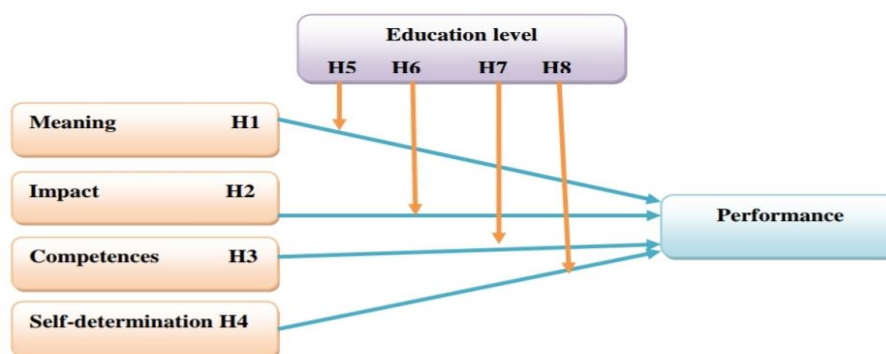 Education level
H5 H6 H7 H8
Meaning H1
Impact H2
Performance
Competences H3
Self-determination H4